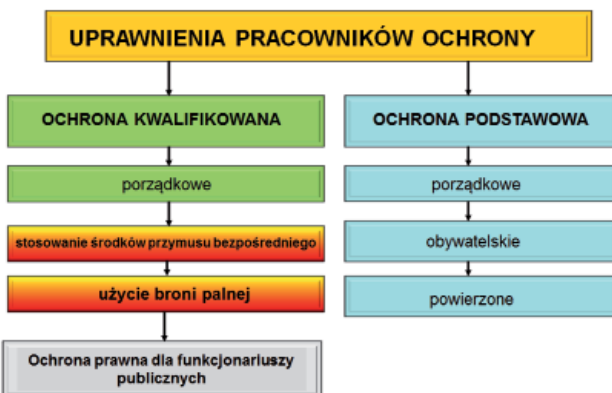 UPRAWNIENIA PRACOWNIKÓW OCHRONY
OCHRONA KWALIFIKOWANA
porządkowe
stosowanie środków przymusu bezpośredniego
użycie broni palnej
Ochrona prawna dla funkcjonariuszy
publicznych
OCHRONA PODSTAWOWA
porządkowe
obywatelskie
powierzone